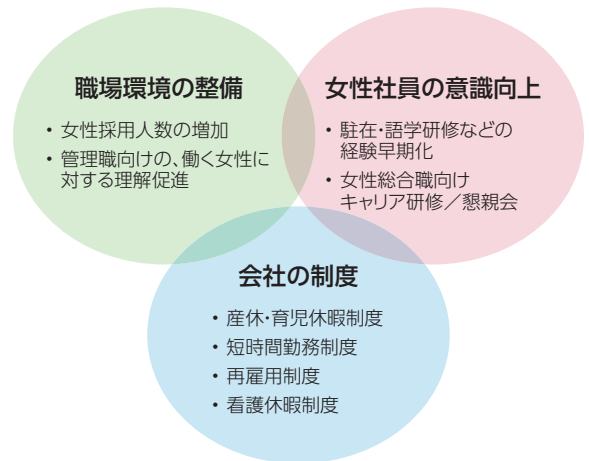 職場環境の整備
・女性採用人数の増加
・管理職向けの、働く女性に
対する理解促進
女性社員の意識向上
・駐在・語学研修などの
経験早期化
・女性総合職向け
キャリア研修／懇親会
会社の制度
・産休・育児休暇制度
・短時間勤務制度
・再雇用制度
・看護休暇制度